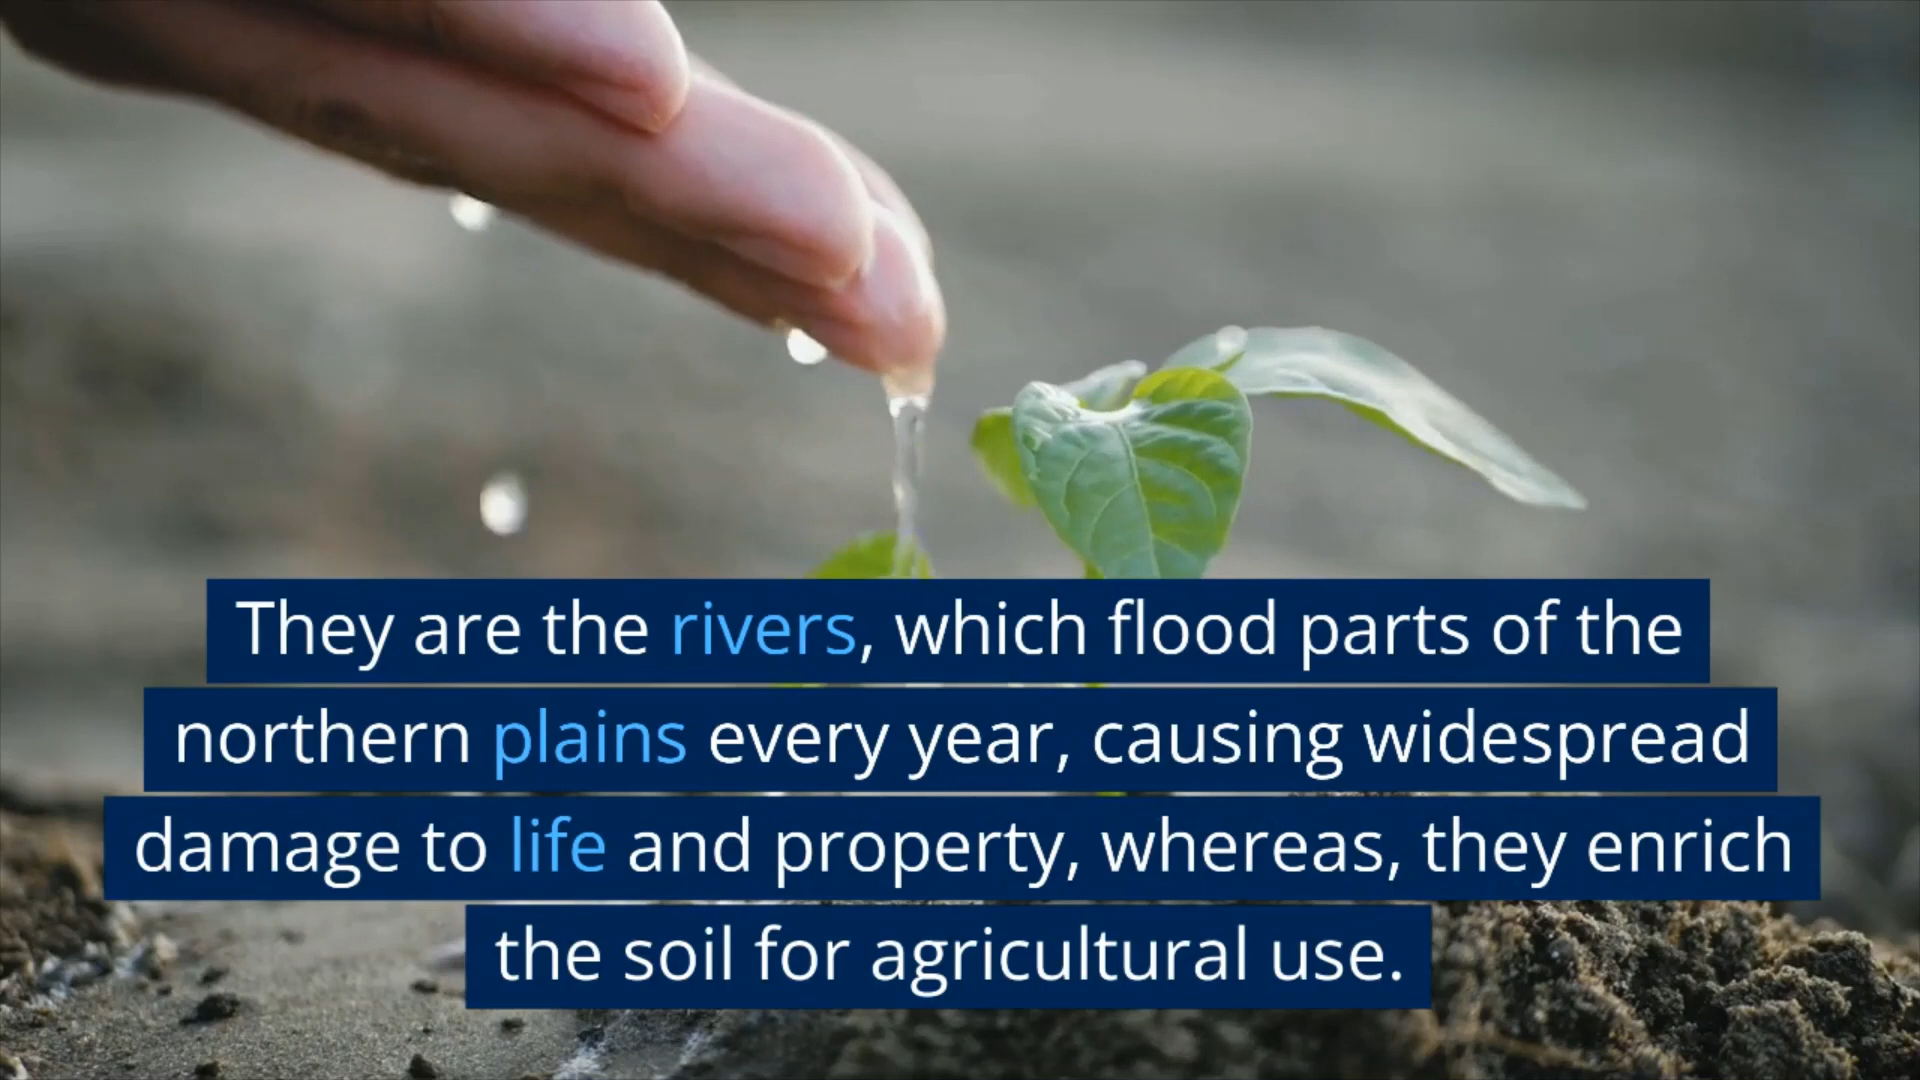 They are the rivers, which flood parts of the
northern plains every year, causing widespread
damage to life and property, whereas, they enrich
the soil for agricultural use.